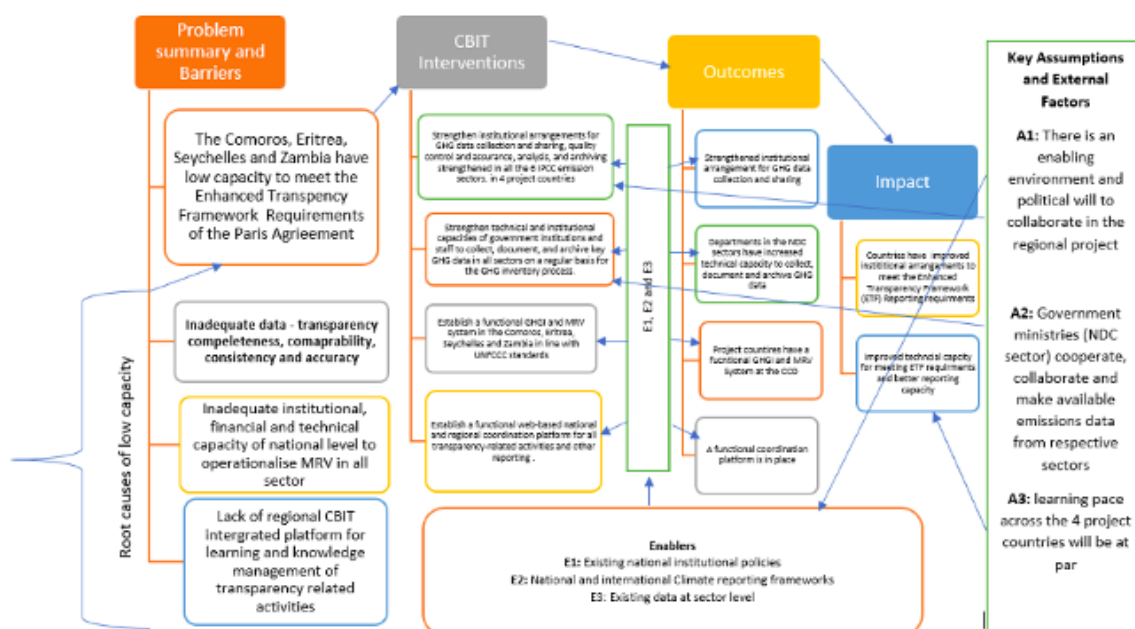 Problem
summary and
Barriers
The Comoros, Eritrea,
Seychelles and Zambia have
low capacity to meet the
Enhanced Transpency
Framework Requirements
of the Paris Agrieement
Inadequate data - transparency
compeleteness, comaprability,
consistency and accuracy
Inadequate institutional,
financial and technical
capacity of national level to
operationalise MRV in all
sector
Lack of regional CBIT
intergrated platform for
learning and knowledge
management of
transparency related
activities
Root causes of low capacity
CBIT
Interventions
Strengthen institutional arrangements for
GHG data collection and sharing, quality
control and assurance, analysis, and archiving
strengthened in all the 6 IPCC emission
sectors. in 4 project countries
Strengthen technical and institutional
capacities of government institutions and
staff to collect, document, and archive key
GHG data in all sectors on a regular basis for
the GHG inventory process.
Establish a functional GHGI and MRV
system in The Comoros, Eritrea,
Seychelles and Zambia in line with
UNFCCC standards
Establish a functional web-based national
and regional coordination platform for all
transparency-related activities and other
reporting .
E1, E2 and E3
Outcomes
Strengthened institutional
arrangement for GHG data
collection and sharing
Departments in the NDC
sectors have increased
technical capacity to collect,
document and archive GHG
data
Project countires have a
fucntional GHGI and MRV
System at the
A functional coordination
platform is in place
Impact
Countries have improved
institutional arrangements to
meet the Enhanced
Transparency Framework
(ETF) Reporting requirments
Improved technical capcity
for meeting ETF requirments
and better reporting
capacity
Enablers
E1: Existing national institutional policies
E2: National and international Climate reporting frameworks
E3: Existing data at sector level
Key Assumptions
and External
Factors
A1: There is an
enabling
environment and
political will to
collaborate in the
regional project
A2: Government
ministries (NDC
sector) cooperate,
collaborate and
make available
emissions data
from respective
sectors
A3: learning pace
across the 4 project
countries will be at
par